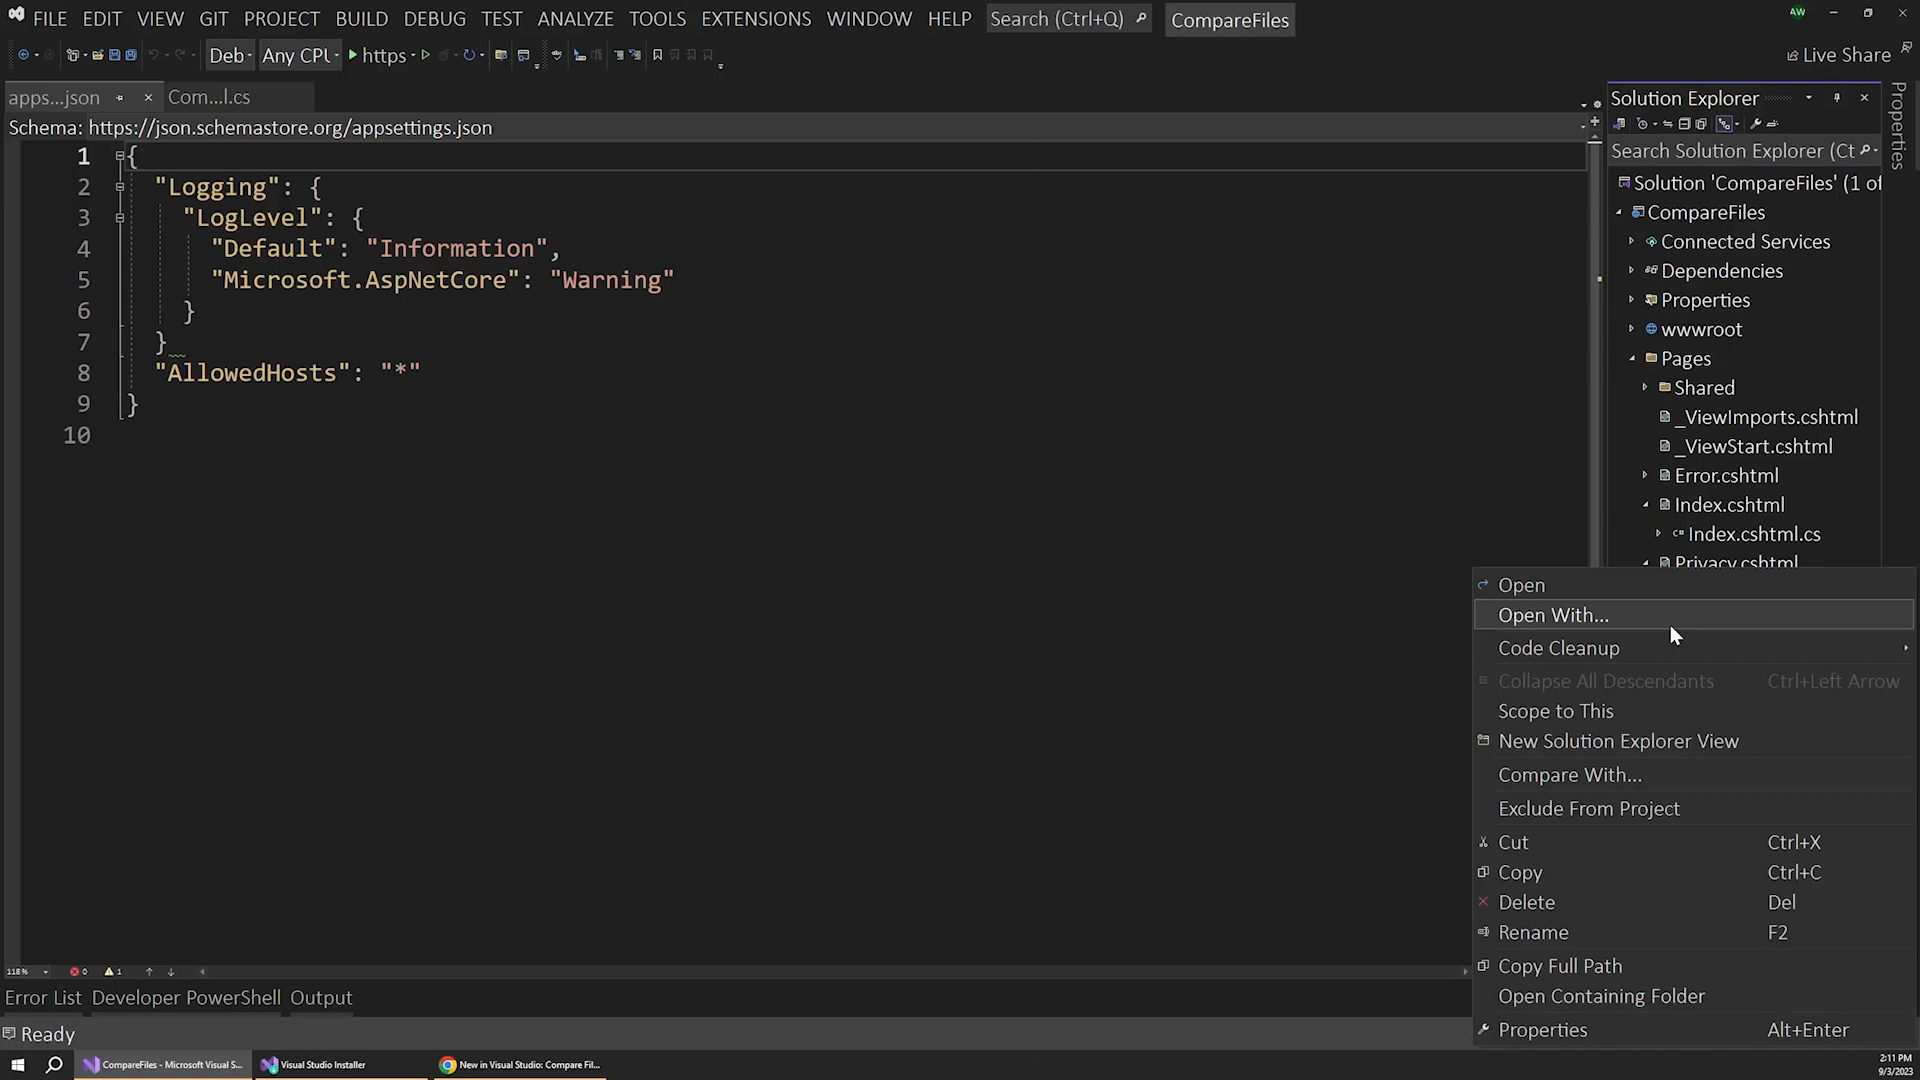 FILE EDIT VIEW GIT PROJECT BUILD DEBUG TEST ANALYZE TOOLS EXTENSIONS WINDOW HELP Search (Ctrl+Q) CompareFiles AW
Deb Any CPU https Live Share
apps...json Com...l.cs
Schema: https://json.schemastore.org/appsettings.json
1 {
2 "Logging": {
3 "LogLevel": {
4 "Default": "Information",
5 "Microsoft.AspNetCore": "Warning"
6 }
7 }
8 "AllowedHosts": "*"
9 }
10
118% 0 1
Error List Developer PowerShell Output
Ready
Solution Explorer
Search Solution Explorer (Ct
Solution 'CompareFiles' (1 of
CompareFiles
Connected Services
Dependencies
Properties
wwwroot
Pages
Shared
_ViewImports.cshtml
_ViewStart.cshtml
Error.cshtml
Index.cshtml
C# Index.cshtml.cs
Privacy.cshtml
Properties
Open
Open With...
Code Cleanup
Collapse All Descendants Ctrl+Left Arrow
Scope to This
New Solution Explorer View
Compare With...
Exclude From Project
Cut Ctrl+X
Copy Ctrl+C
Delete Del
Rename F2
Copy Full Path
Open Containing Folder
Properties Alt+Enter
CompareFiles - Microsoft Visual S... Visual Studio Installer New in Visual Studio: Compare Fil...
2:11 PM
9/3/2023